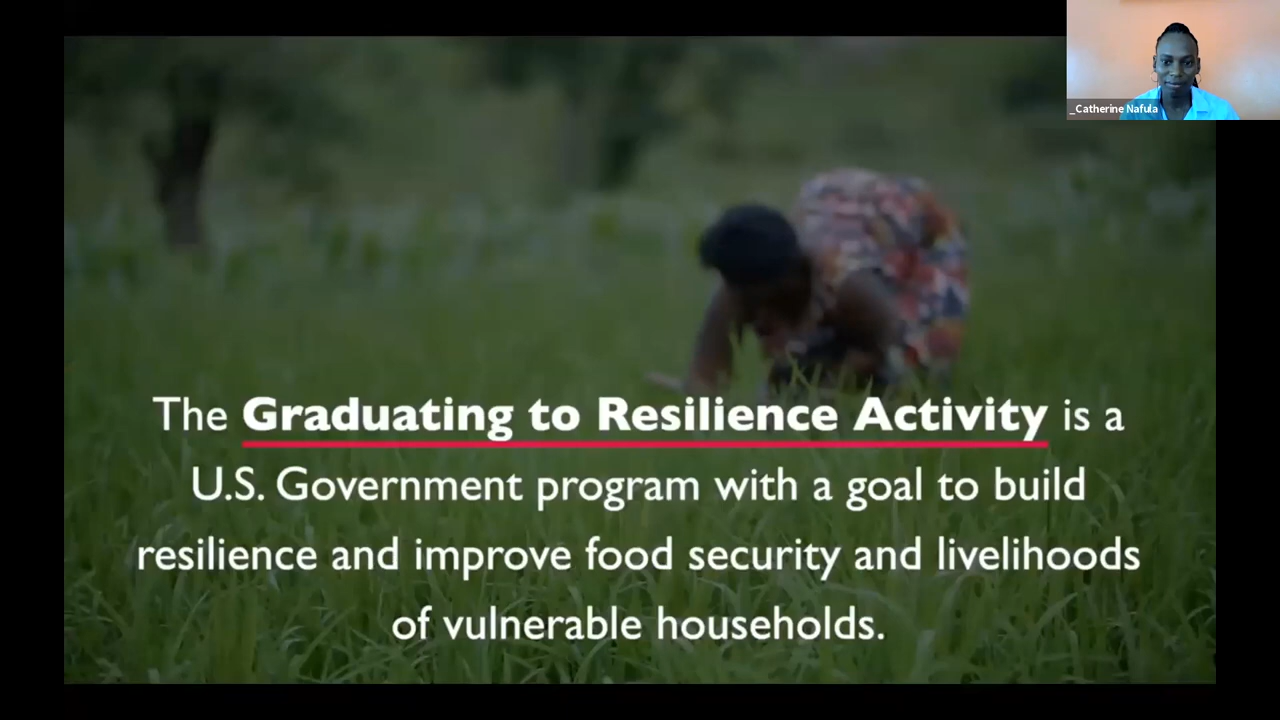 _Catherine Nafula
The Graduating to Resilience Activity is a
U.S. Government program with a goal to build
resilience and improve food security and livelihoods
of vulnerable households.